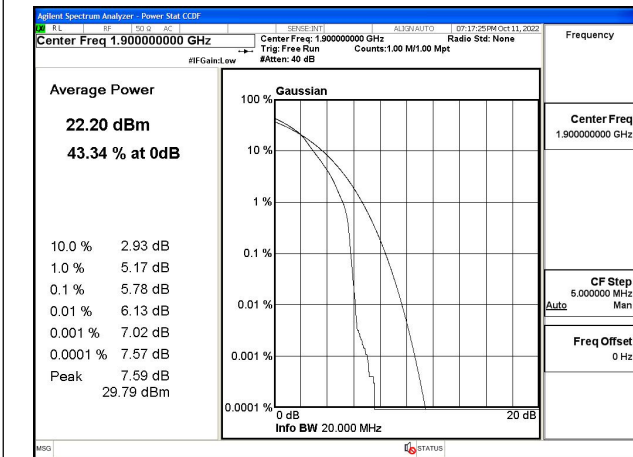 Agilent Spectrum Analyzer - Power Stat CCDF
RL RF 50 Ω AC SENSE:INT ALIGNAUTO 07:17:25PM Oct 11, 2022
Center Freq 1.900000000 GHz
Center Freq: 1.900000000 GHz Radio Std: None
Trig: Free Run Counts:1.00 M/1.00 Mpt
#IFGain:Low #Atten: 40 dB
Frequency
Average Power
22.20 dBm
43.34 % at 0dB
10.0 % 2.93 dB
1.0 % 5.17 dB
0.1 % 5.78 dB
0.01 % 6.13 dB
0.001 % 7.02 dB
0.0001 % 7.57 dB
Peak 7.59 dB
29.79 dBm
Gaussian
100 %
10 %
1 %
0.1 %
0.01 %
0.001 %
0.0001 %
0 dB 20 dB
Info BW 20.000 MHz
Center Freq
1.900000000 GHz
CF Step
5.000000 MHz
Auto Man
Freq Offset
0 Hz
MSG STATUS